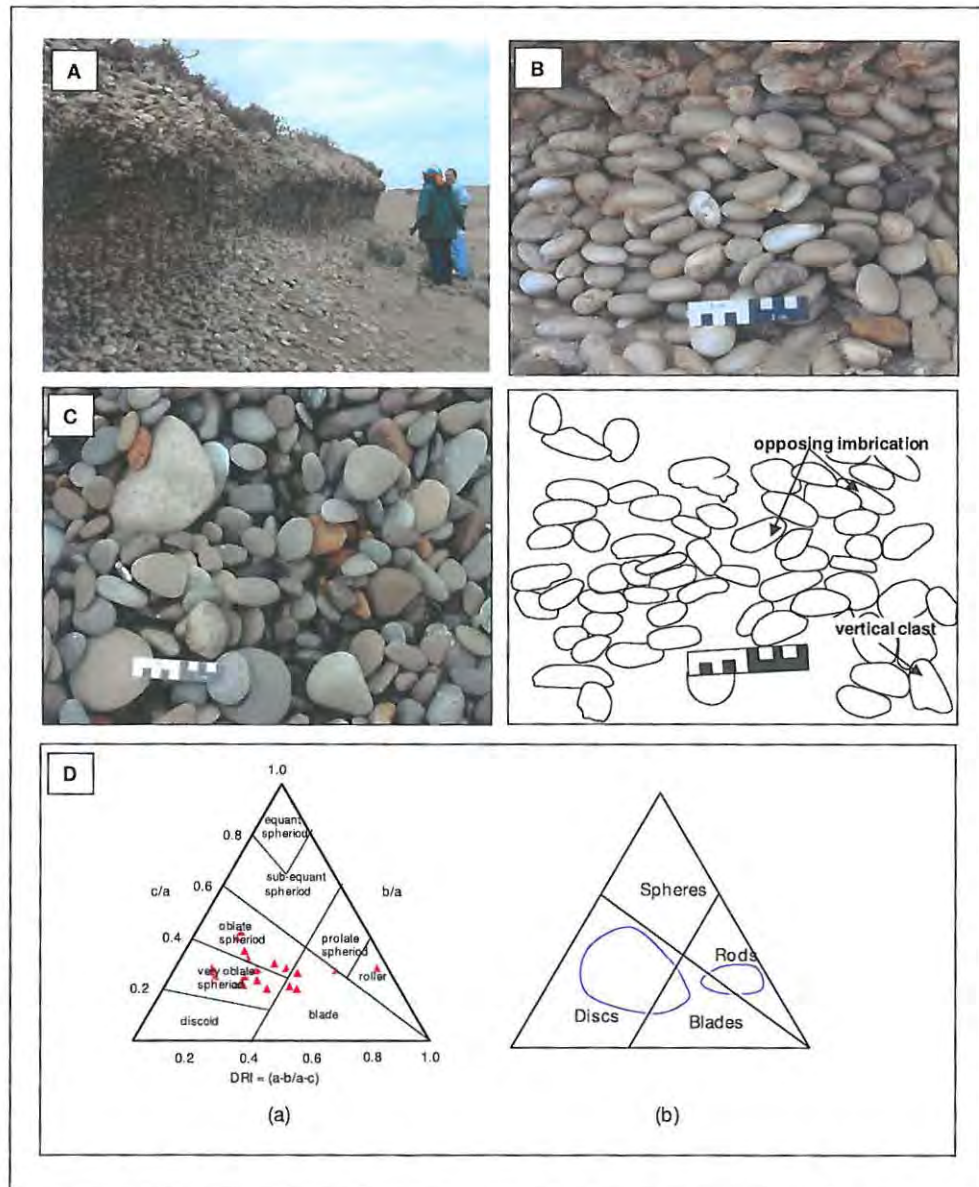 A
B
C
opposing imbrication
vertical clast
D
1.0
equant
spheriod
0.8
sub-equant
spheriod
0.6
c/a
b/a
oblate
spheriod
prolale
spheriod
0.4
very oblate
spheriod
roller
0.2
discoid
blade
0.2
0.4
0.6
0.8
1.0
DRI = (a-b/a-c)
(a)
Spheres
Rods
Discs
Blades
(b)